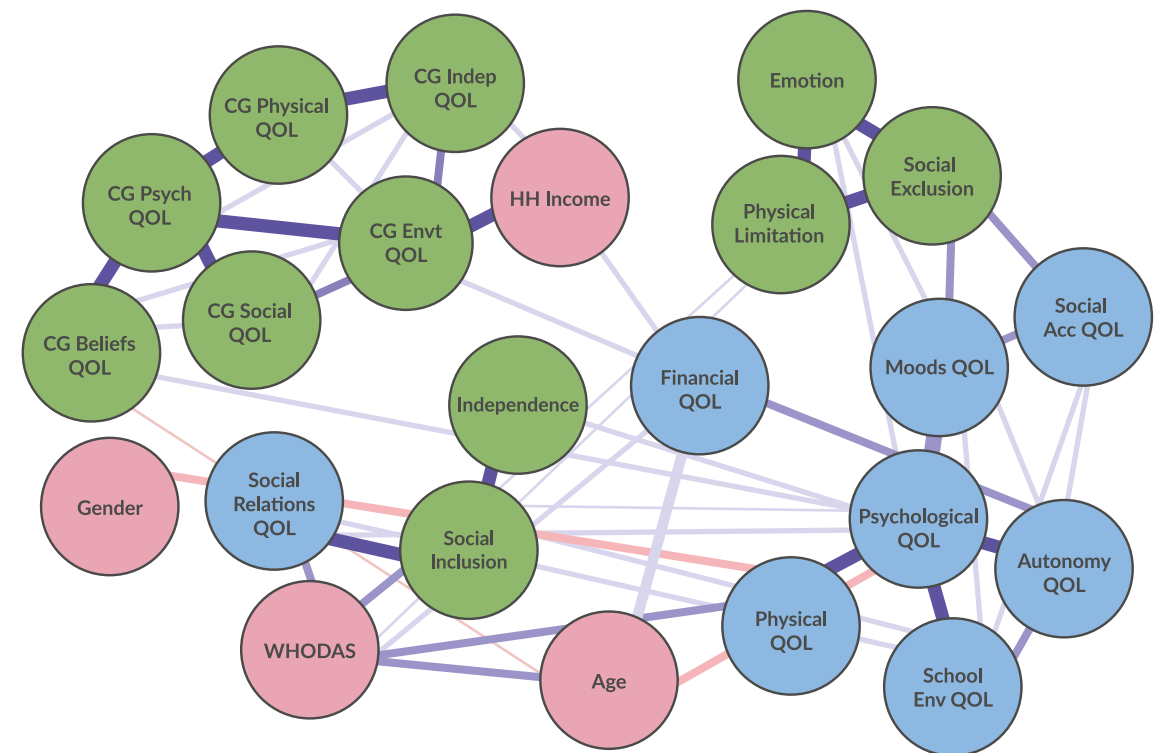 CG Indep
QOL
Emotion
CG Physical
QOL
Social
Exclusion
CG Psych
QOL
HH Income
Physical
Limitation
CG Envt
QOL
CG Social
QOL
Social
Acc QOL
CG Beliefs
QOL
Moods QOL
Financial
QOL
Independence
Gender
Social
Relations
QOL
Psychological
QOL
Social
Inclusion
Autonomy
QOL
Physical
QOL
WHODAS
Age
School
Env QOL